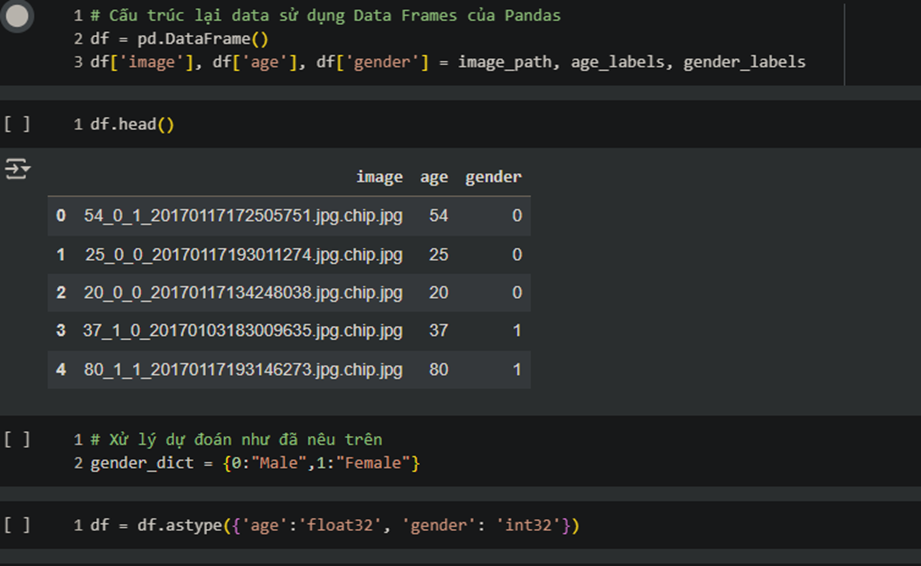 1 # Cấu trúc lại data sử dụng Data Frames của Pandas
2 df = pd.DataFrame()
3 df['image'], df['age'], df['gender'] = image_path, age_labels, gender_labels
[ ] 1 df.head()
image age gender
0 54_0_1_20170117172505751.jpg.chip.jpg 54 0
1 25_0_0_20170117193011274.jpg.chip.jpg 25 0
2 20_0_0_20170117134248038.jpg.chip.jpg 20 0
3 37_1_0_20170103183009635.jpg.chip.jpg 37 1
4 80_1_1_20170117193146273.jpg.chip.jpg 80 1
[ ] 1 # Xử lý dự đoán như đã nêu trên
2 gender_dict = {0:"Male",1:"Female"}
[ ] 1 df = df.astype({'age':'float32', 'gender': 'int32'})